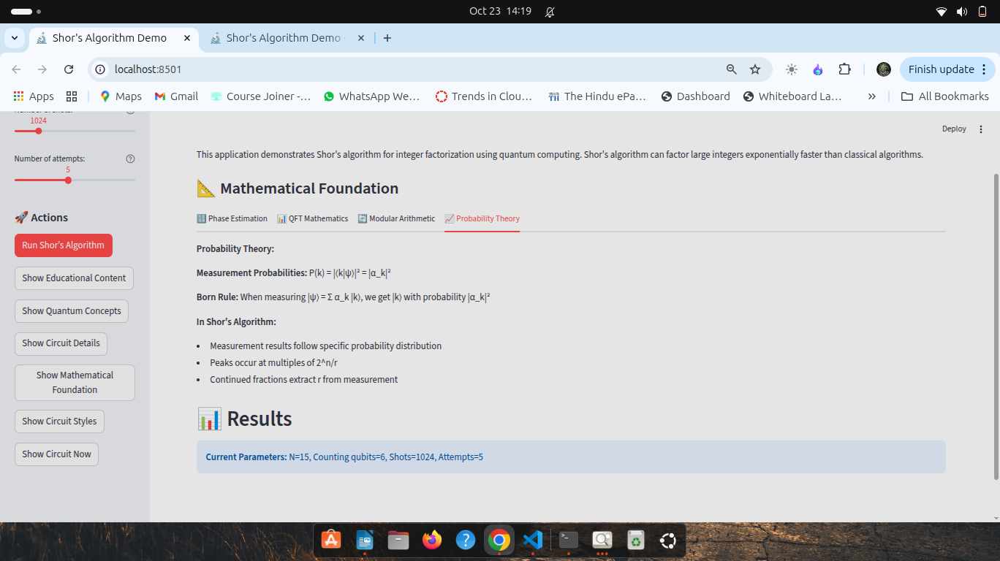 Oct 23 14:19
Shor's Algorithm Demo
Shor's Algorithm Demo
localhost:8501
Finish update
Apps
Maps
Gmail
Course Joiner -...
WhatsApp We...
Trends in Clou...
The Hindu ePa...
Dashboard
Whiteboard La...
All Bookmarks
1024
Number of attempts:
5
Actions
Run Shor's Algorithm
Show Educational Content
Show Quantum Concepts
Show Circuit Details
Show Mathematical
Foundation
Show Circuit Styles
Show Circuit Now
Deploy
This application demonstrates Shor's algorithm for integer factorization using quantum computing. Shor's algorithm can factor large integers exponentially faster than classical algorithms.
Mathematical Foundation
Phase Estimation
QFT Mathematics
Modular Arithmetic
Probability Theory
Probability Theory:
Measurement Probabilities: P(k) = |⟨k|ψ⟩|² = |α_k|²
Born Rule: When measuring |ψ⟩ = Σ α_k |k⟩, we get |k⟩ with probability |α_k|²
In Shor's Algorithm:
• Measurement results follow specific probability distribution
• Peaks occur at multiples of 2^n/r
• Continued fractions extract r from measurement
Results
Current Parameters: N=15, Counting qubits=6, Shots=1024, Attempts=5